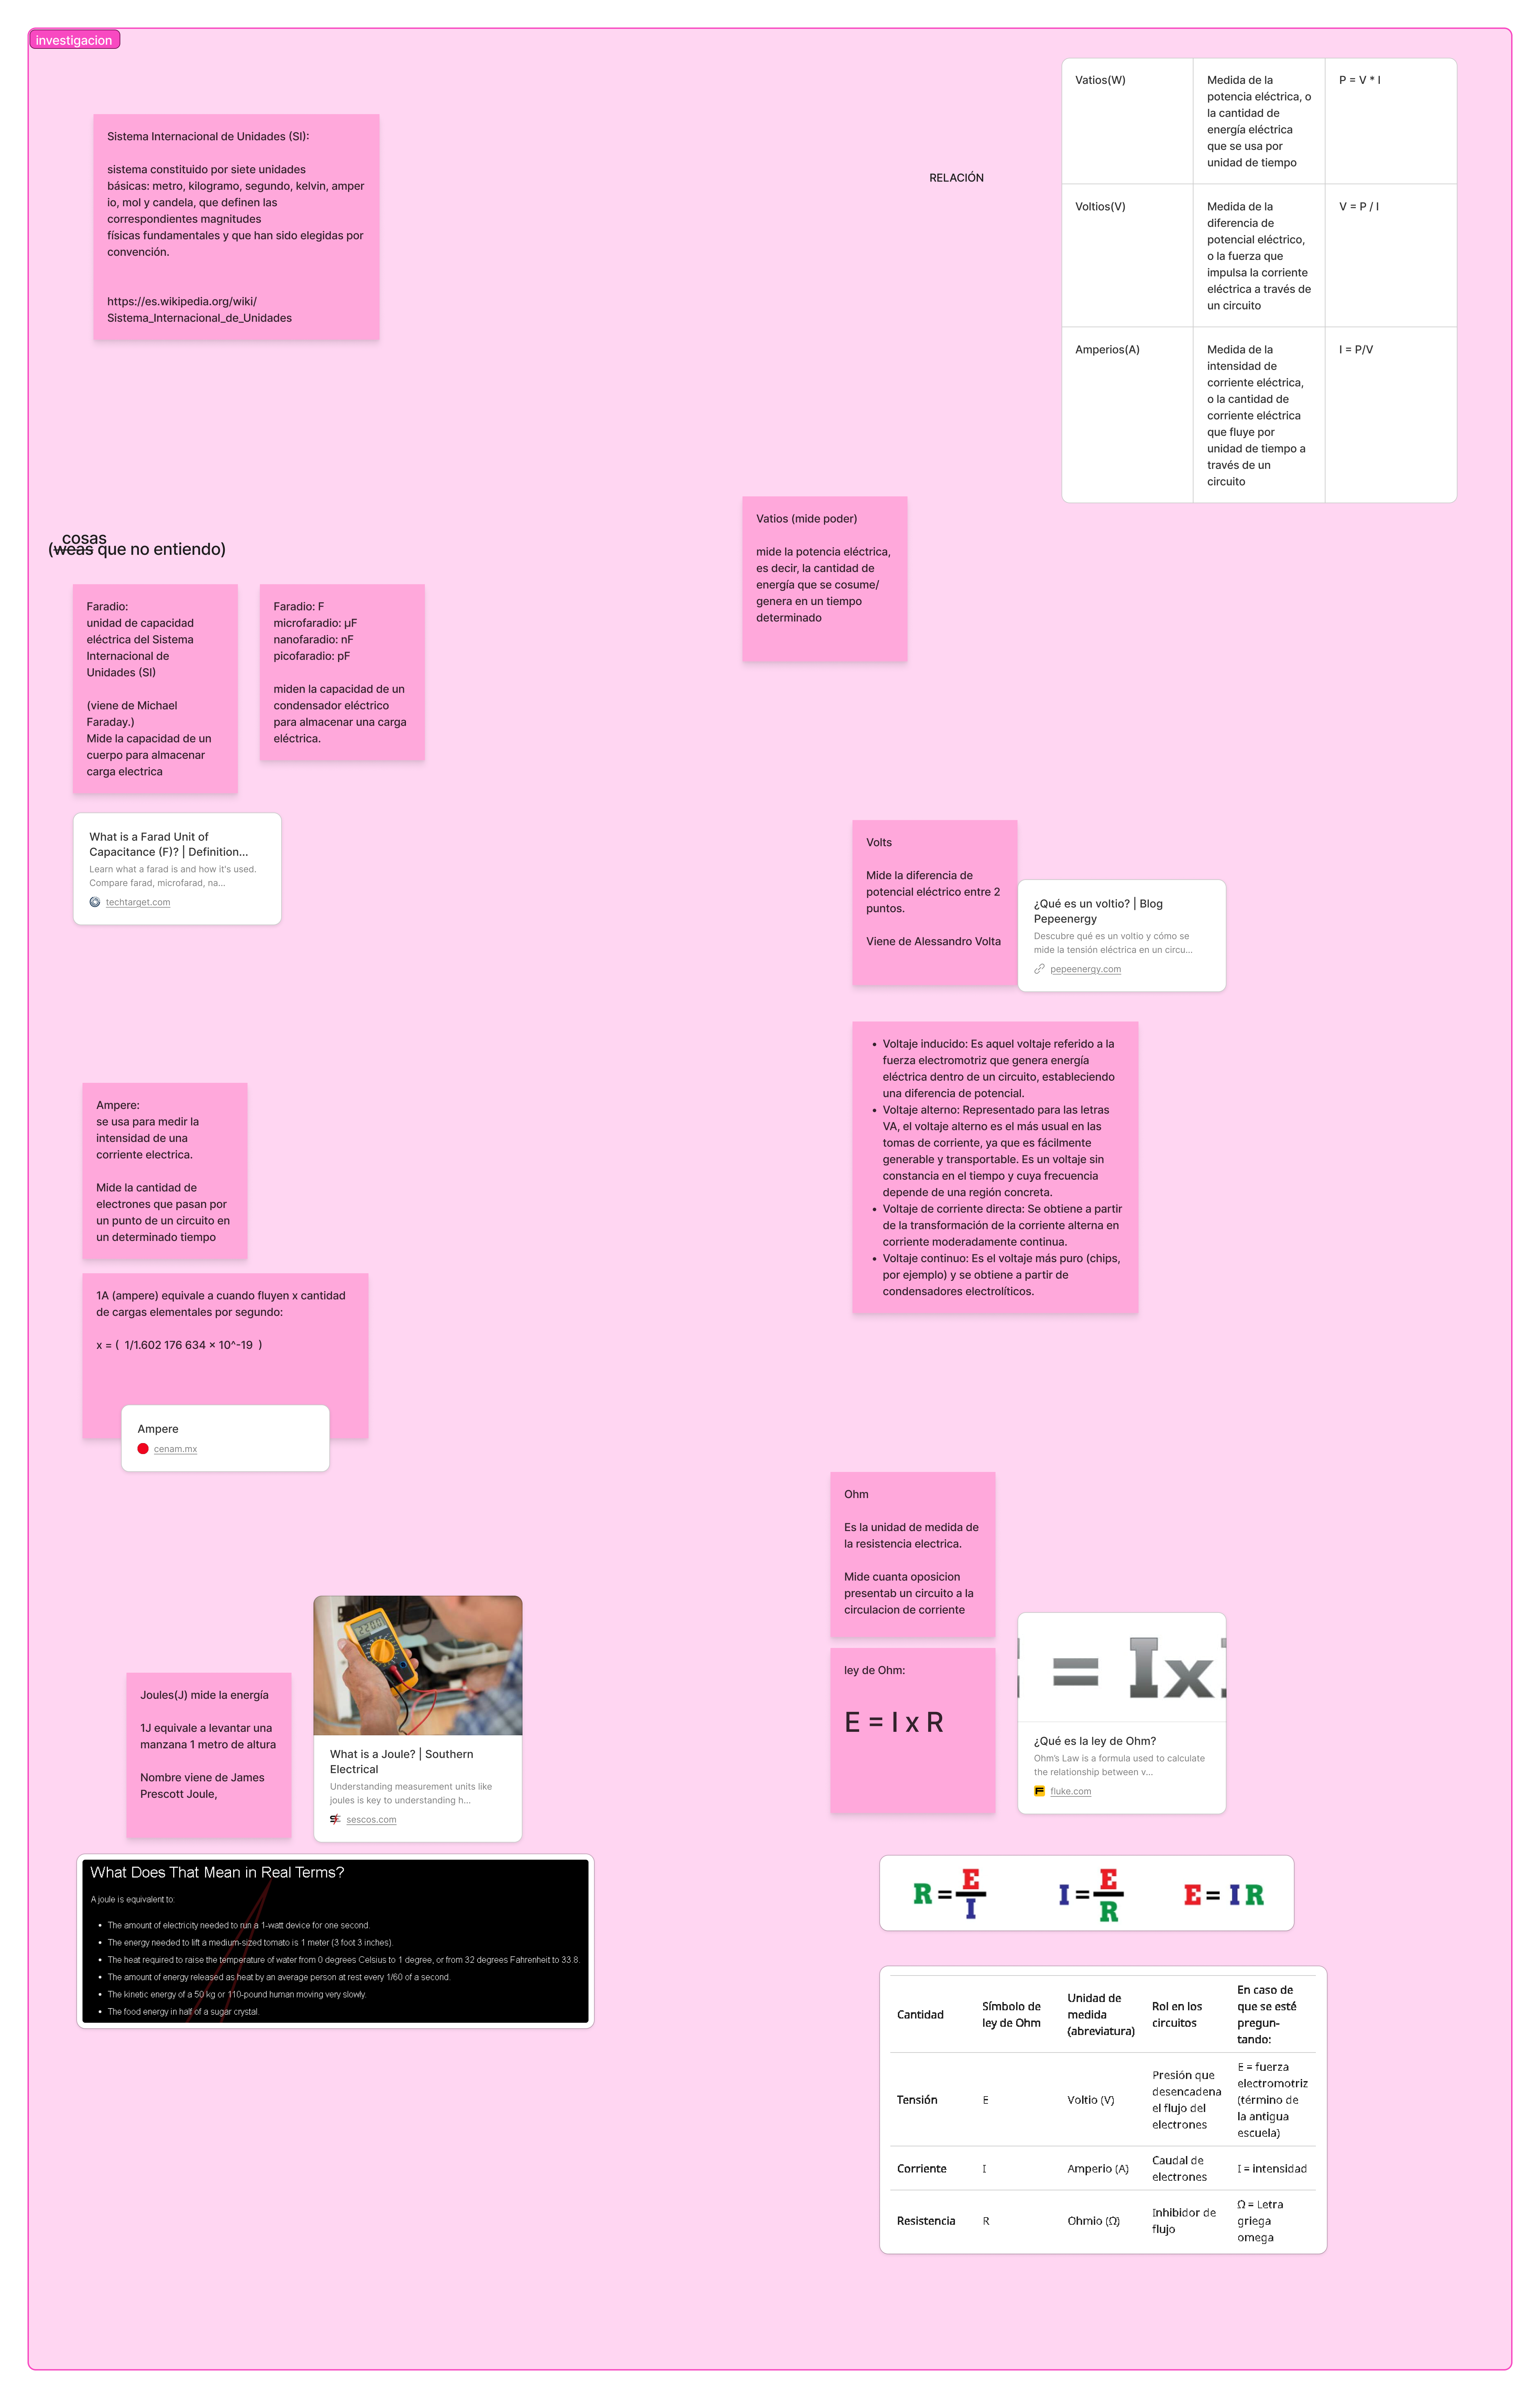 investigacion
Sistema Internacional de Unidades (SI):
sistema constituido por siete unidades
básicas: metro, kilogramo, segundo, kelvin, amper
io, mol y candela, que definen las
correspondientes magnitudes
físicas fundamentales y que han sido elegidas por
convención.
https://es.wikipedia.org/wiki/
Sistema_Internacional_de_Unidades
RELACIÓN
Vatios(W)
Medida de la
potencia eléctrica, o
la cantidad de
energía eléctrica
que se usa por
unidad de tiempo
P = V * I
Voltios(V)
Medida de la
diferencia de
potencial eléctrico,
o la fuerza que
impulsa la corriente
eléctrica a través de
un circuito
V = P / I
Amperios(A)
Medida de la
intensidad de
corriente eléctrica,
o la cantidad de
corriente eléctrica
que fluye por
unidad de tiempo a
través de un
circuito
I = P/V
Vatios (mide poder)
mide la potencia eléctrica,
es decir, la cantidad de
energía que se cosume/
genera en un tiempo
determinado
cosas
(weas que no entiendo)
Faradio:
unidad de capacidad
eléctrica del Sistema
Internacional de
Unidades (SI)
(viene de Michael
Faraday.)
Mide la capacidad de un
cuerpo para almacenar
carga electrica
Faradio: F
microfaradio: μF
nanofaradio: nF
picofaradio: pF
miden la capacidad de un
condensador eléctrico
para almacenar una carga
eléctrica.
What is a Farad Unit of
Capacitance (F)? | Definition...
Learn what a farad is and how it's used.
Compare farad, microfarad, na...
techtarget.com
Volts
Mide la diferencia de
potencial eléctrico entre 2
puntos.
Viene de Alessandro Volta
¿Qué es un voltio? | Blog
Pepeenergy
Descubre qué es un voltio y cómo se
mide la tensión eléctrica en un circu...
pepeenergy.com
• Voltaje inducido: Es aquel voltaje referido a la
fuerza electromotriz que genera energía
eléctrica dentro de un circuito, estableciendo
una diferencia de potencial.
• Voltaje alterno: Representado para las letras
VA, el voltaje alterno es el más usual en las
tomas de corriente, ya que es fácilmente
generable y transportable. Es un voltaje sin
constancia en el tiempo y cuya frecuencia
depende de una región concreta.
• Voltaje de corriente directa: Se obtiene a partir
de la transformación de la corriente alterna en
corriente moderadamente continua.
• Voltaje continuo: Es el voltaje más puro (chips,
por ejemplo) y se obtiene a partir de
condensadores electrolíticos.
Ampere:
se usa para medir la
intensidad de una
corriente electrica.
Mide la cantidad de
electrones que pasan por
un punto de un circuito en
un determinado tiempo
1A (ampere) equivale a cuando fluyen x cantidad
de cargas elementales por segundo:
x = ( 1/1.602 176 634 × 10^-19 )
Ampere
cenam.mx
Ohm
Es la unidad de medida de
la resistencia electrica.
Mide cuanta oposicion
presentab un circuito a la
circulacion de corriente
ley de Ohm:
E = I x R
= Ix
¿Qué es la ley de Ohm?
Ohm's Law is a formula used to calculate
the relationship between v...
fluke.com
Joules(J) mide la energía
1J equivale a levantar una
manzana 1 metro de altura
Nombre viene de James
Prescott Joule,
What is a Joule? | Southern
Electrical
Understanding measurement units like
joules is key to understanding h...
sescos.com
What Does That Mean in Real Terms?
A joule is equivalent to:
• The amount of electricity needed to run a 1-watt device for one second.
• The energy needed to lift a medium-sized tomato is 1 meter (3 foot 3 inches).
• The heat required to raise the temperature of water from 0 degrees Celsius to 1 degree, or from 32 degrees Fahrenheit to 33.8.
• The amount of energy released as heat by an average person at rest every 1/60 of a second.
• The kinetic energy of a 50 kg or 110-pound human moving very slowly.
• The food energy in half of a sugar crystal.
R = E / I
I = E / R
E = I R
Cantidad
Símbolo de
ley de Ohm
Unidad de
medida
(abreviatura)
Rol en los
circuitos
En caso de
que se esté
pregun-
tando:
Tensión
E
Voltio (V)
Presión que
desencadena
el flujo del
electrones
E = fuerza
electromotriz
(término de
la antigua
escuela)
Corriente
I
Amperio (A)
Caudal de
electrones
I = intensidad
Resistencia
R
Ohmio (Ω)
Inhibidor de
flujo
Ω = Letra
griega
omega